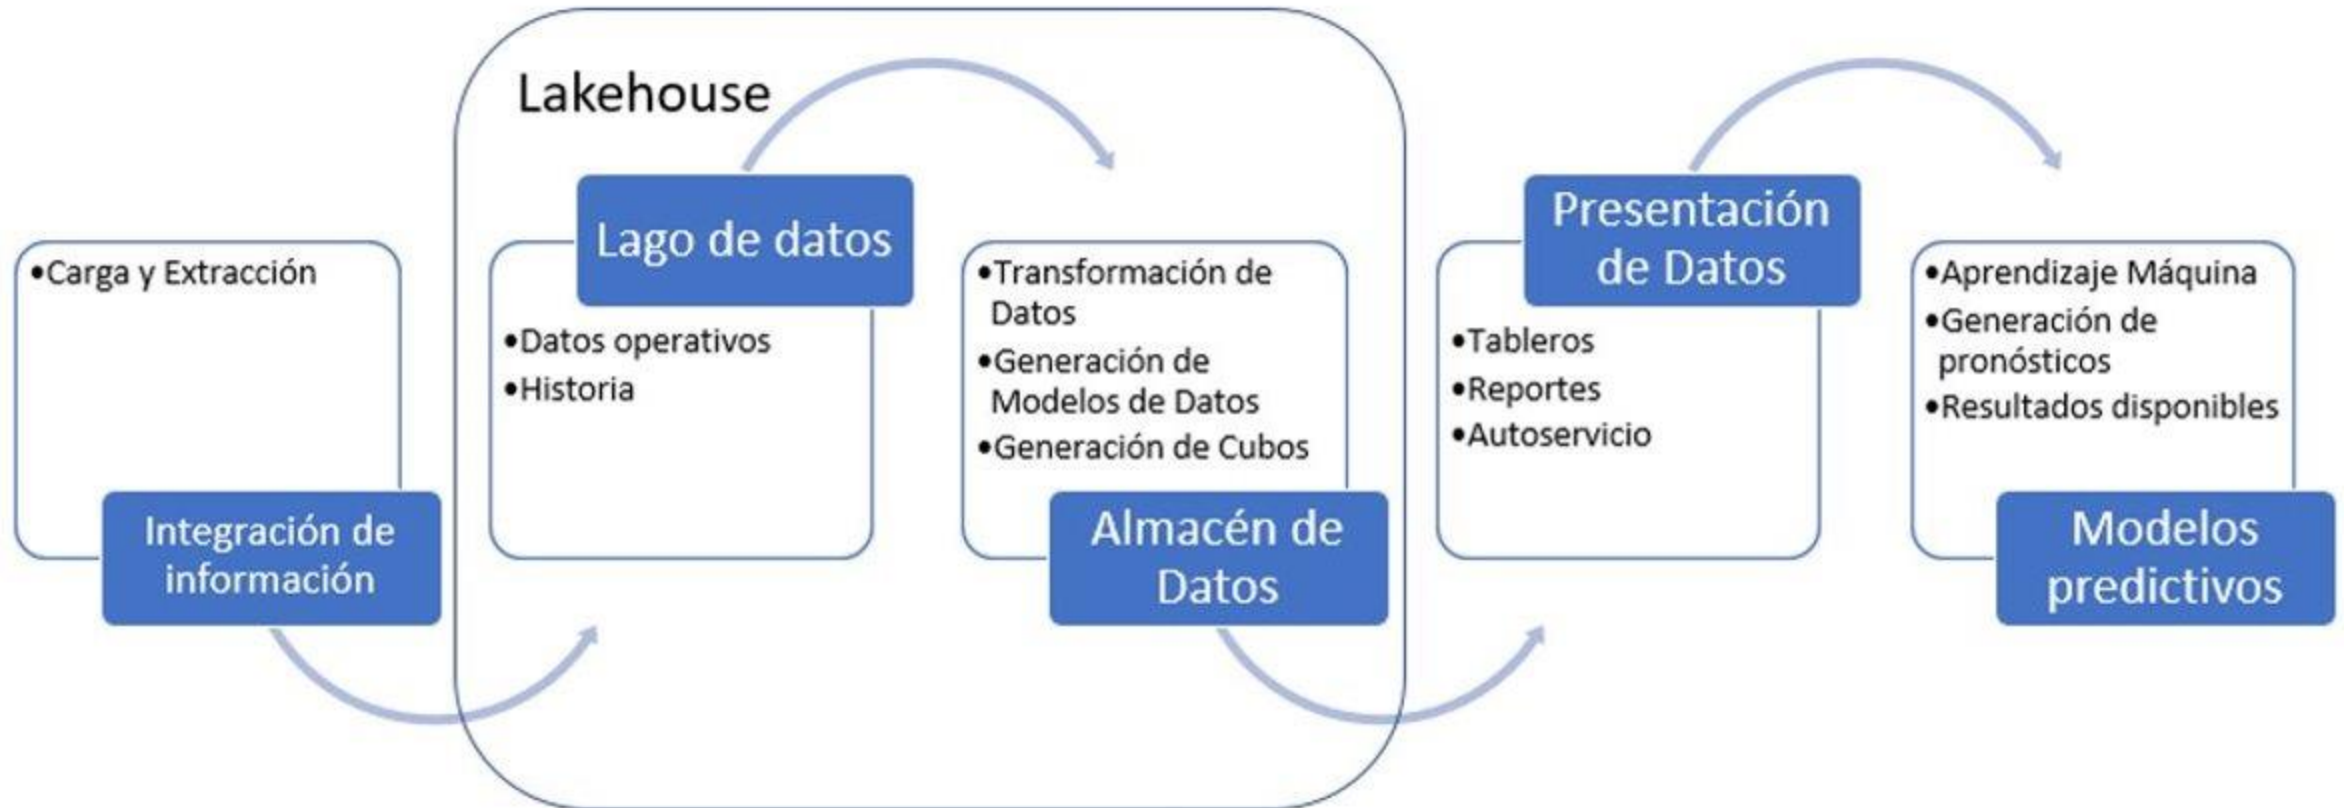 Lakehouse
•Carga y Extracción
Integración de
información
Lago de datos
•Datos operativos
•Historia
•Transformación de
Datos
•Generación de
Modelos de Datos
•Generación de Cubos
Almacén de
Datos
Presentación
de Datos
•Tableros
•Reportes
•Autoservicio
•Aprendizaje Máquina
•Generación de
pronósticos
•Resultados disponibles
Modelos
predictivos